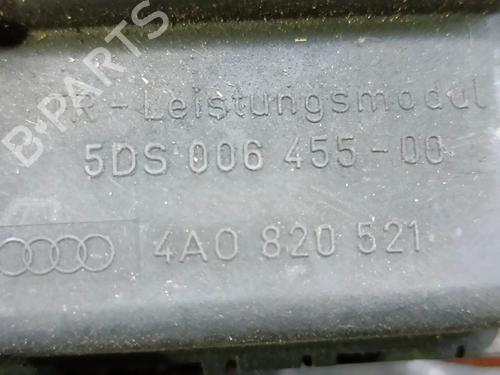 B-PARTS
R - Leistungsmodul
5DS 006 455-00
4A0 820 521